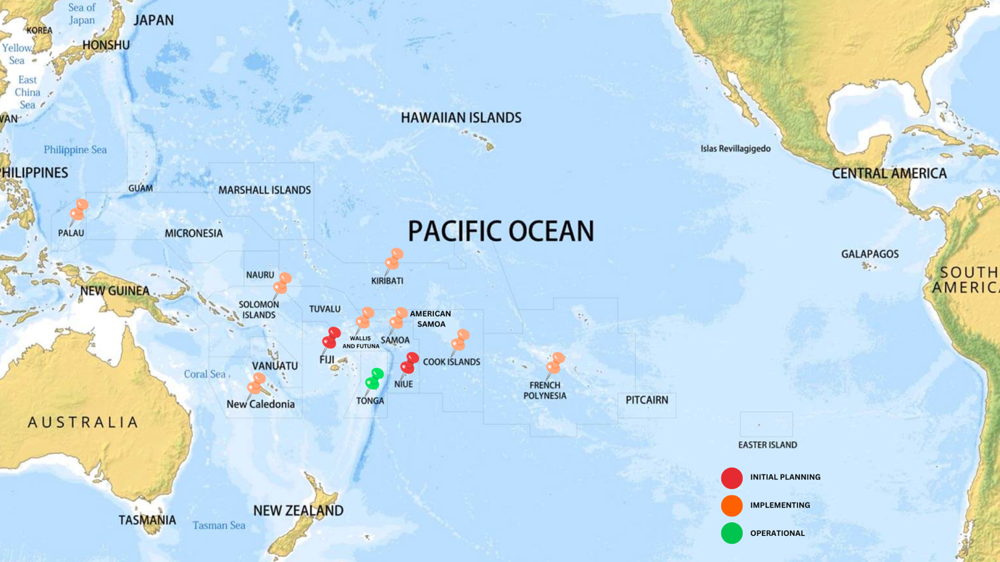 Sea of
Japan
JAPAN
KOREA
HONSHU
Yellow
Sea
East
China
Sea
WAN
HAWAIIAN ISLANDS
Philippine Sea
Islas Revillagigedo
PHILIPPINES
CENTRAL AMERICA
GUAM
MARSHALL ISLANDS
PALAU
MICRONESIA
PACIFIC OCEAN
GALAPAGOS
NAURU
KIRIBATI
SOUTH
AMERICA
NEW GUINEA
SOLOMON
ISLANDS
TUVALU
AMERICAN
SAMOA
WALLIS
AND FUTUNA
SAMOA
FIJI
COOK ISLANDS
VANUATU
Coral Sea
NIUE
FRENCH
POLYNESIA
TONGA
New Caledonia
PITCAIRN
AUSTRALIA
EASTER ISLAND
INITIAL PLANNING
IMPLEMENTING
NEW ZEALAND
TASMANIA
Tasman Sea
OPERATIONAL